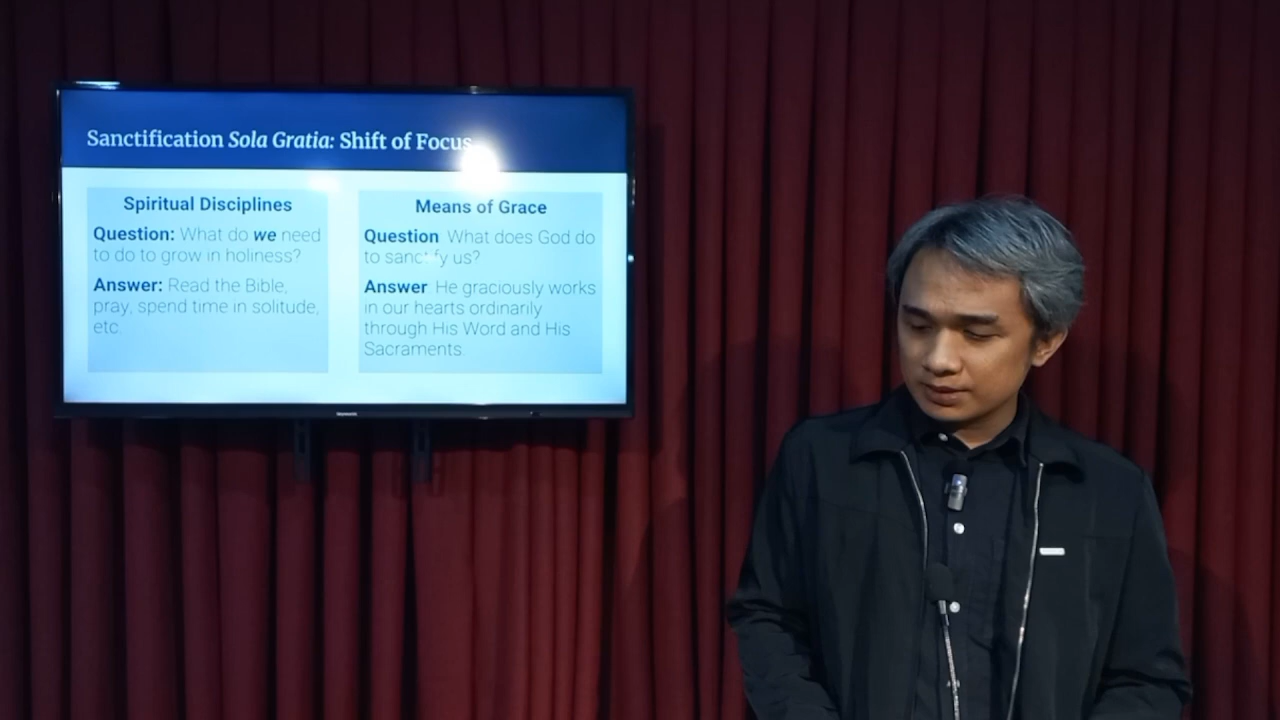 Sanctification Sola Gratia: Shift of Focus
Spiritual Disciplines
Question: What do we need
to do to grow in holiness?
Answer: Read the Bible,
pray, spend time in solitude,
etc.
Means of Grace
Question: What does God do
to sanctify us?
Answer: He graciously works
in our hearts ordinarily
through His Word and His
Sacraments.